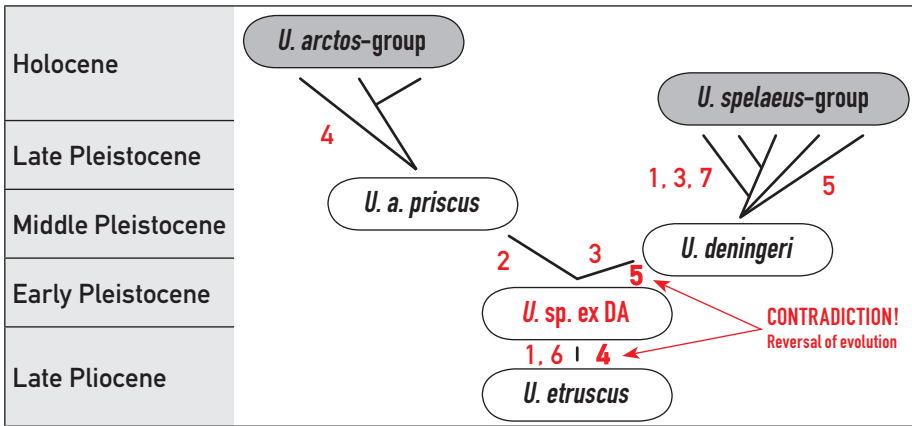 Holocene
U. arctos-group
U. spelaeus-group
4
Late Pleistocene
1, 3, 7
5
U. a. priscus
Middle Pleistocene
2
3
U. deningeri
5
Early Pleistocene
U. sp. ex DA
CONTRADICTION!
Reversal of evolution
1, 6
4
Late Pliocene
U. etruscus